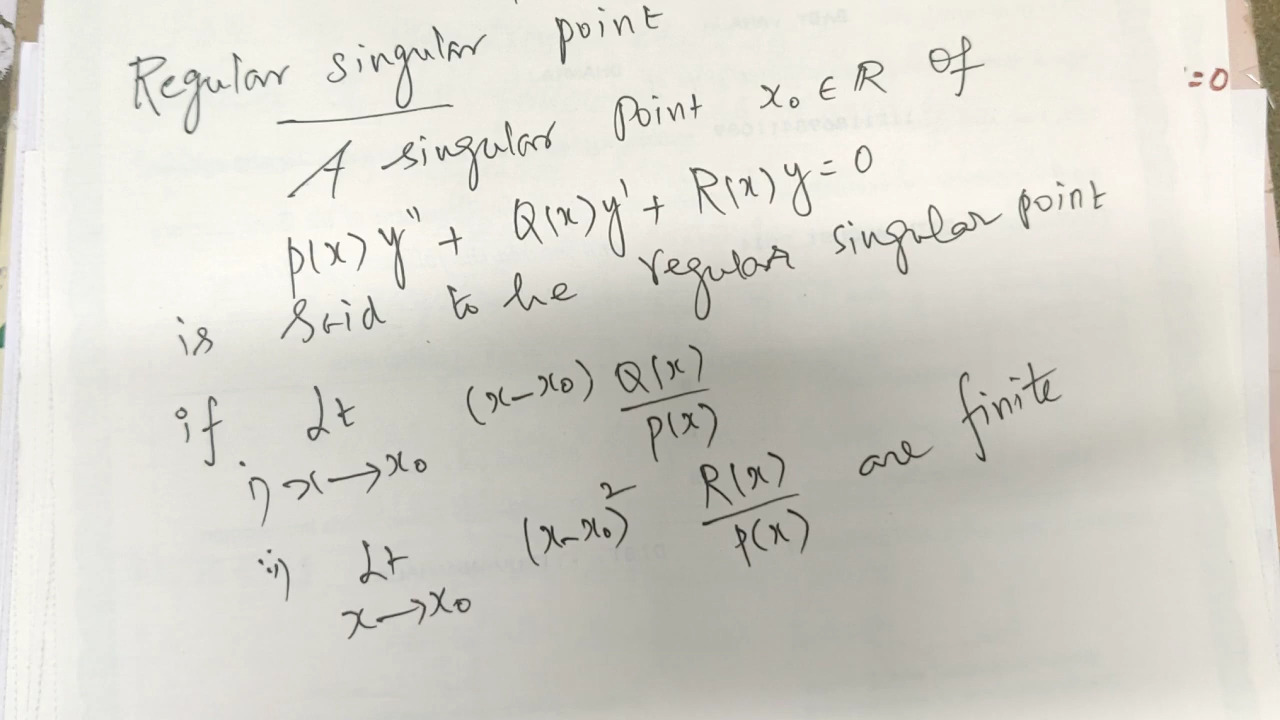 Regular singular point
A singular point x₀ ∈ R of
=0
p(x) y'' + Q(x) y' + R(x) y = 0
is said to be regular singular point
if Lt (x-x₀) Q(x)/p(x)
i) x→x₀
ii) Lt (x-x₀)² R(x)/p(x) are finite
x→x₀